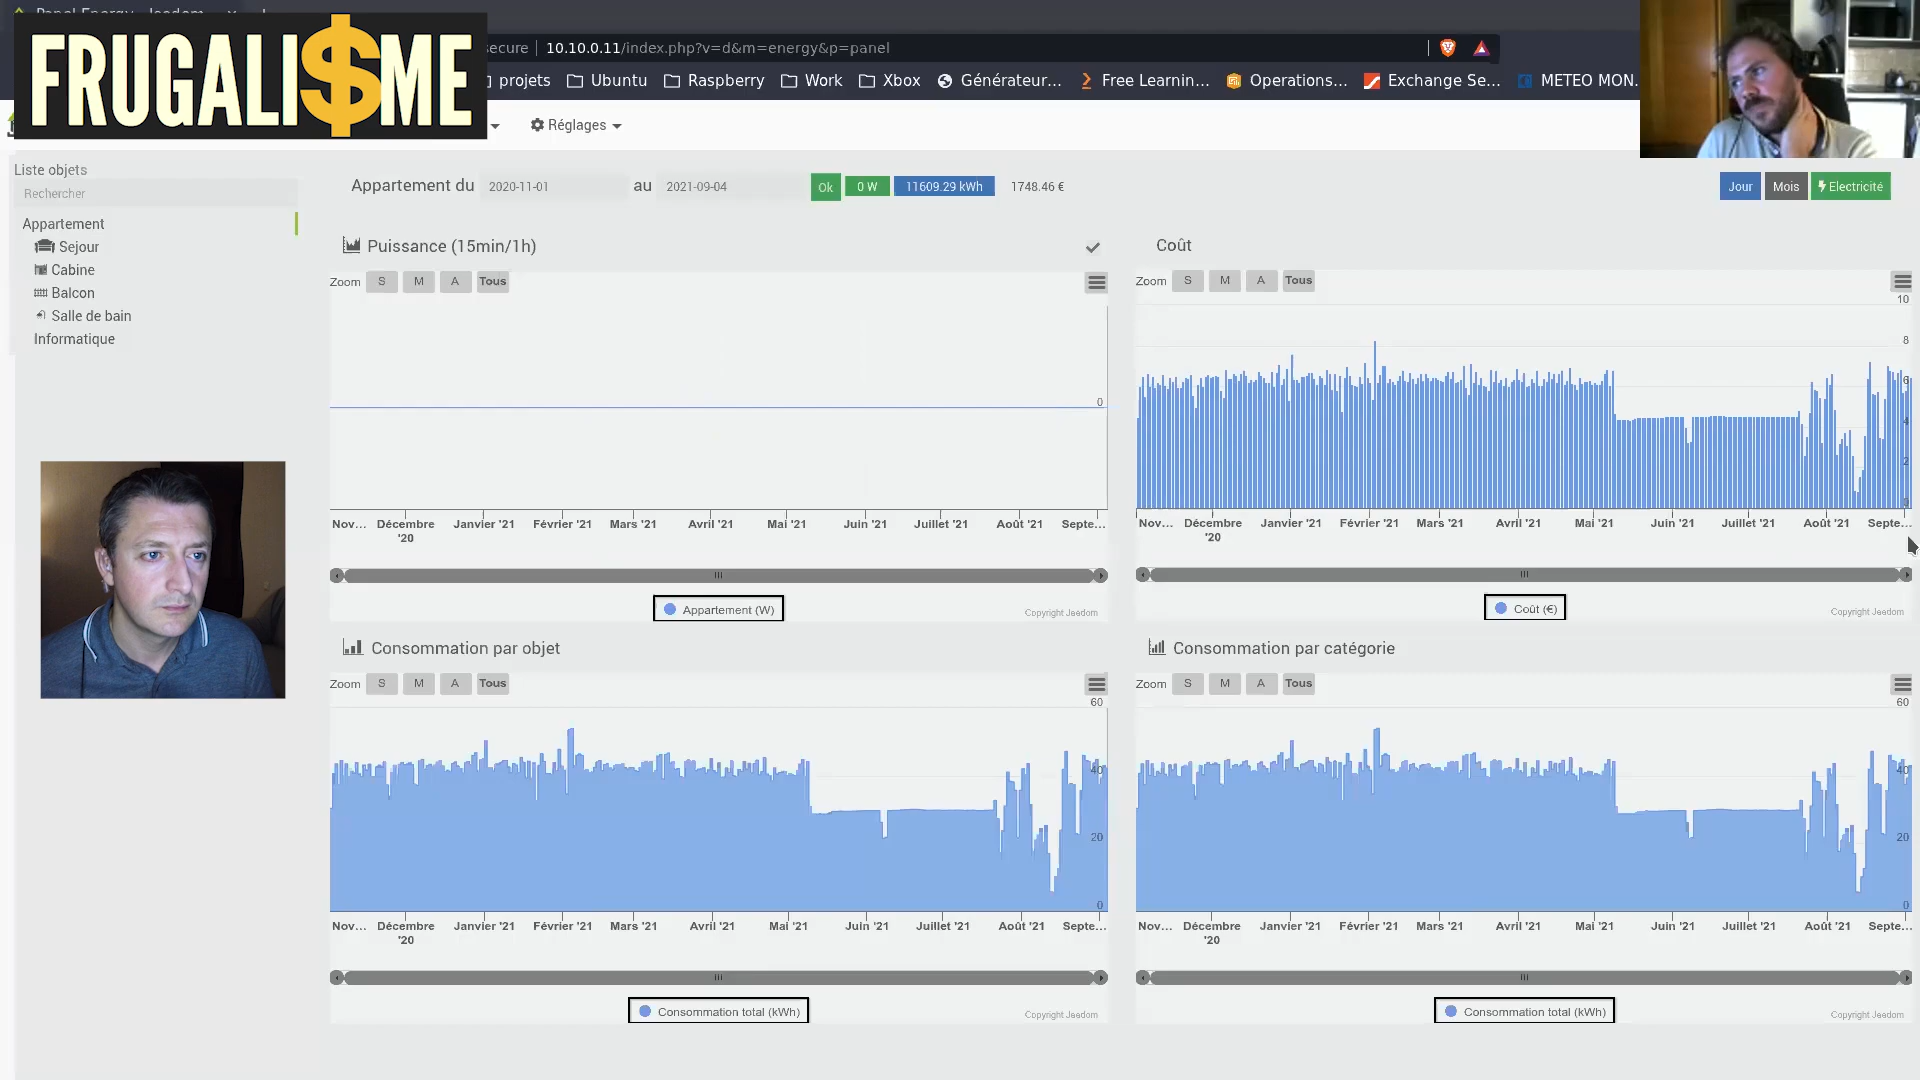 FRUGALI$ME
secure
10.10.0.11/index.php?v=d&m=energy&p=panel
projets Ubuntu Raspberry Work Xbox Générateur... Free Learnin... Operations... Exchange Se... METEO MON.
Réglages
Liste objets
Rechercher
Appartement
Sejour
Cabine
Balcon
Salle de bain
Informatique
Appartement du 2020-11-01 au 2021-09-04 Ok 0 W 11609.29 kWh 1748.46 €
Jour Mois Electricité
Puissance (15min/1h)
Zoom S M A Tous
0
Nov... Décembre '20 Janvier '21 Février '21 Mars '21 Avril '21 Mai '21 Juin '21 Juillet '21 Août '21 Septe...
Appartement (W)
Copyright Jeedom
Coût
Zoom S M A Tous
10
8
6
4
2
0
Nov... Décembre '20 Janvier '21 Février '21 Mars '21 Avril '21 Mai '21 Juin '21 Juillet '21 Août '21 Septe...
Coût (€)
Copyright Jeedom
Consommation par objet
Zoom S M A Tous
60
40
20
0
Nov... Décembre '20 Janvier '21 Février '21 Mars '21 Avril '21 Mai '21 Juin '21 Juillet '21 Août '21 Septe...
Consommation total (kWh)
Copyright Jeedom
Consommation par catégorie
Zoom S M A Tous
60
40
20
0
Nov... Décembre '20 Janvier '21 Février '21 Mars '21 Avril '21 Mai '21 Juin '21 Juillet '21 Août '21 Septe...
Consommation total (kWh)
Copyright Jeedom